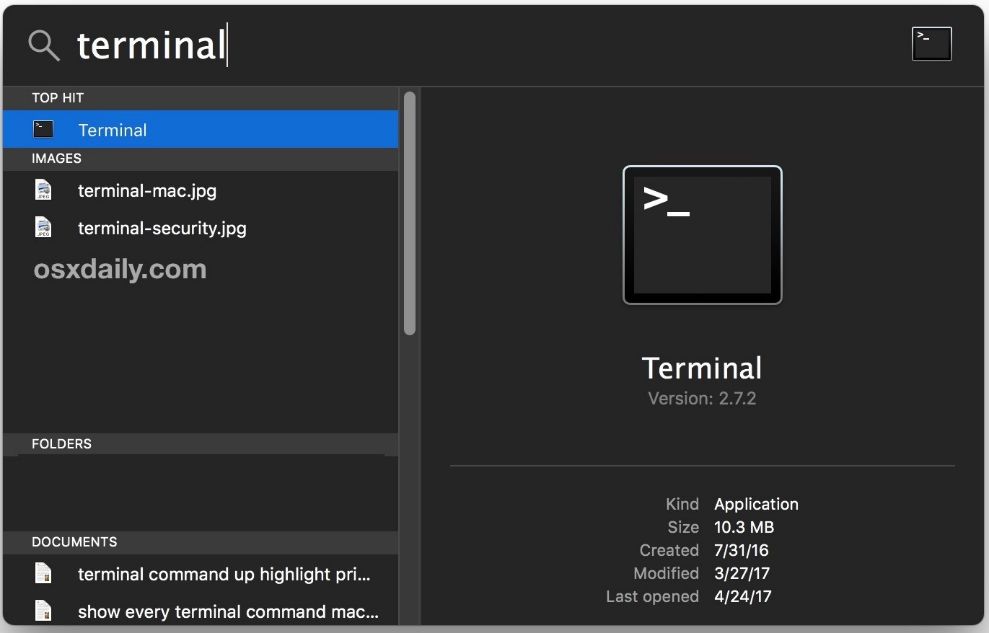 terminal
TOP HIT
Terminal
IMAGES
terminal-mac.jpg
terminal-security.jpg
osxdaily.com
FOLDERS
DOCUMENTS
terminal command up highlight pri...
show every terminal command mac...
>_
Terminal
Version: 2.7.2
Kind Application
Size 10.3 MB
Created 7/31/16
Modified 3/27/17
Last opened 4/24/17